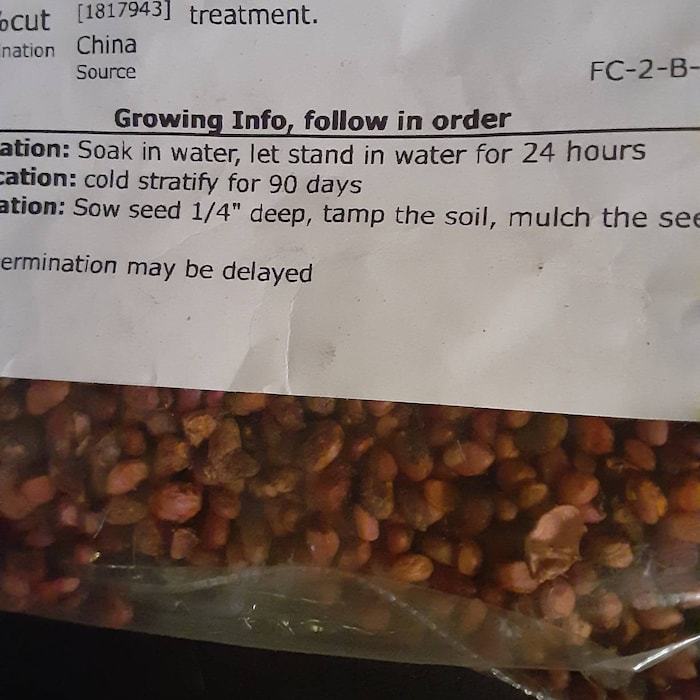 %cut [1817943] treatment.
nation China
Source FC-2-B-
Growing Info, follow in order
ation: Soak in water, let stand in water for 24 hours
cation: cold stratify for 90 days
ation: Sow seed 1/4" deep, tamp the soil, mulch the see
ermination may be delayed